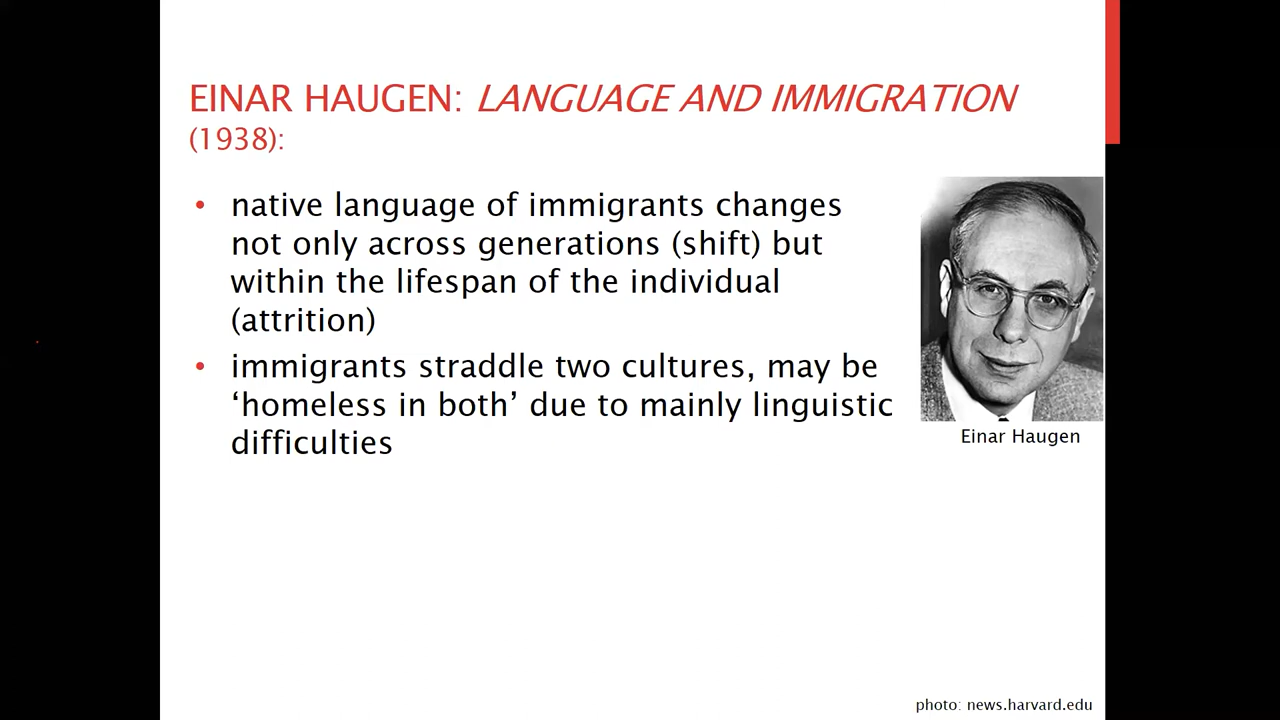 EINAR HAUGEN: LANGUAGE AND IMMIGRATION
(1938):
• native language of immigrants changes
not only across generations (shift) but
within the lifespan of the individual
(attrition)
• immigrants straddle two cultures, may be
‘homeless in both’ due to mainly linguistic
difficulties
Einar Haugen
photo: news.harvard.edu